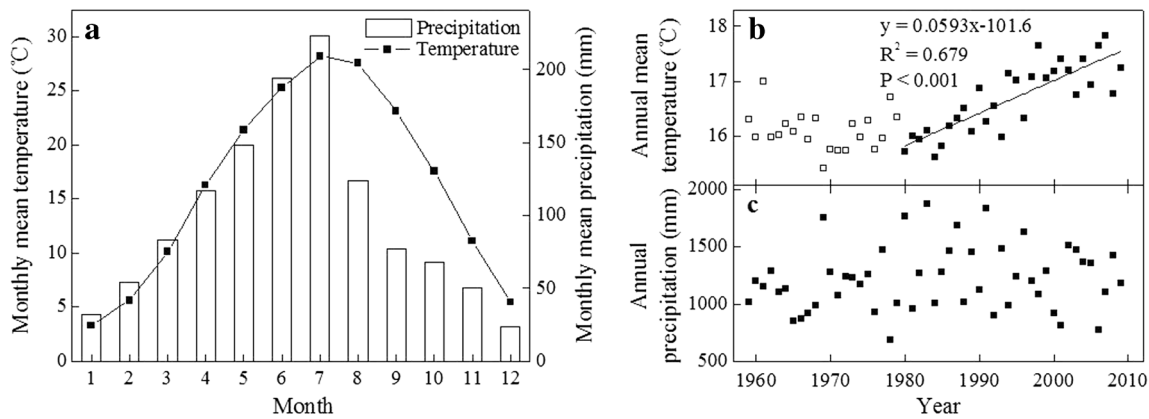 a
Precipitation
Temperature
Monthly mean temperature (℃)
30
25
20
15
10
5
0
Monthly mean precipitation (mm)
200
150
100
50
0
1 2 3 4 5 6 7 8 9 10 11 12
Month
b
y = 0.0593x-101.6
R² = 0.679
P < 0.001
Annual mean
temperature (℃)
18
17
16
c
Annual
precipitation (mm)
2000
1500
1000
500
1960 1970 1980 1990 2000 2010
Year